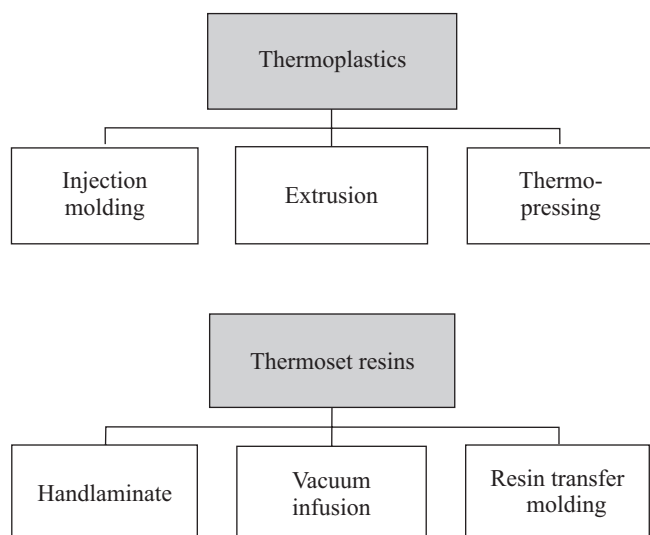 Thermoplastics
Injection
molding
Extrusion
Thermo-
pressing
Thermoset resins
Handlaminate
Vacuum
infusion
Resin transfer
molding